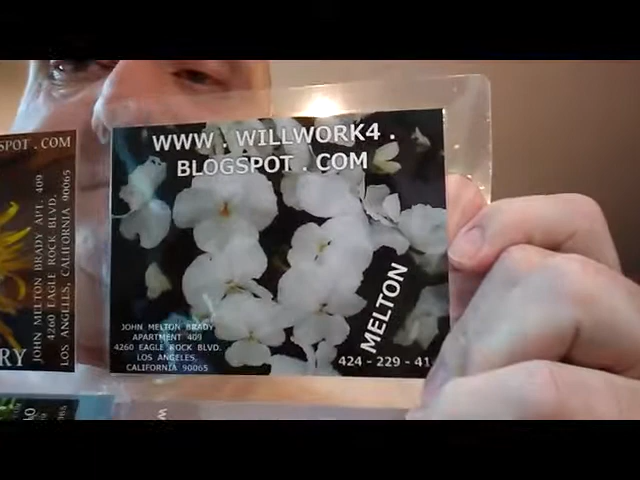 WWW . WILLWORK4 .
BLOGSPOT . COM
MELTON
JOHN MELTON BRADY
APARTMENT 409
4260 EAGLE ROCK BLVD.
LOS ANGELES,
CALIFORNIA 90065
424 - 229 - 41
SPOT . COM
JOHN MELTON BRADY APT. 409
4260 EAGLE ROCK BLVD.
LOS ANGELES, CALIFORNIA 90065
RY
W